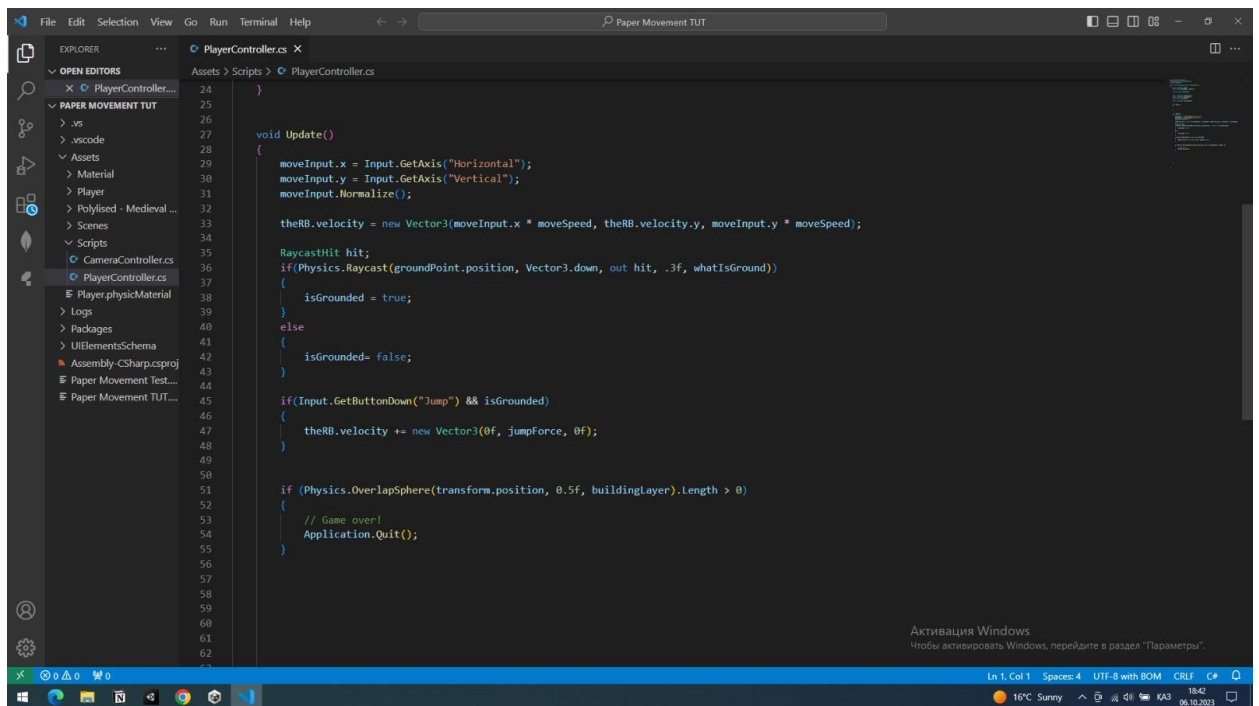 File Edit Selection View Go Run Terminal Help
Paper Movement TUT
EXPLORER
PlayerController.cs
OPEN EDITORS
PlayerController....
PAPER MOVEMENT TUT
.vs
.vscode
Assets
Material
Player
Polylised - Medieval ...
Scenes
Scripts
CameraController.cs
PlayerController.cs
Player.physicMaterial
Logs
Packages
UIElementsSchema
Assembly-CSharp.csproj
Paper Movement Test....
Paper Movement TUT....
Assets > Scripts > PlayerController.cs
24 }
25
26
27 void Update()
28 {
29 moveInput.x = Input.GetAxis("Horizontal");
30 moveInput.y = Input.GetAxis("Vertical");
31 moveInput.Normalize();
32
33 theRB.velocity = new Vector3(moveInput.x * moveSpeed, theRB.velocity.y, moveInput.y * moveSpeed);
34
35 RaycastHit hit;
36 if(Physics.Raycast(groundPoint.position, Vector3.down, out hit, .3f, whatIsGround))
37 {
38 isGrounded = true;
39 }
40 else
41 {
42 isGrounded= false;
43 }
44
45 if(Input.GetButtonDown("Jump") && isGrounded)
46 {
47 theRB.velocity += new Vector3(0f, jumpForce, 0f);
48 }
49
50
51 if (Physics.OverlapSphere(transform.position, 0.5f, buildingLayer).Length > 0)
52 {
53 // Game over!
54 Application.Quit();
55 }
56
57
58
59
60
61
62
Активация Windows
Чтобы активировать Windows, перейдите в раздел "Параметры".
0 0 0
Ln 1, Col 1 Spaces: 4 UTF-8 with BOM CRLF C#
16°C Sunny ҚАЗ 18:42
06.10.2023